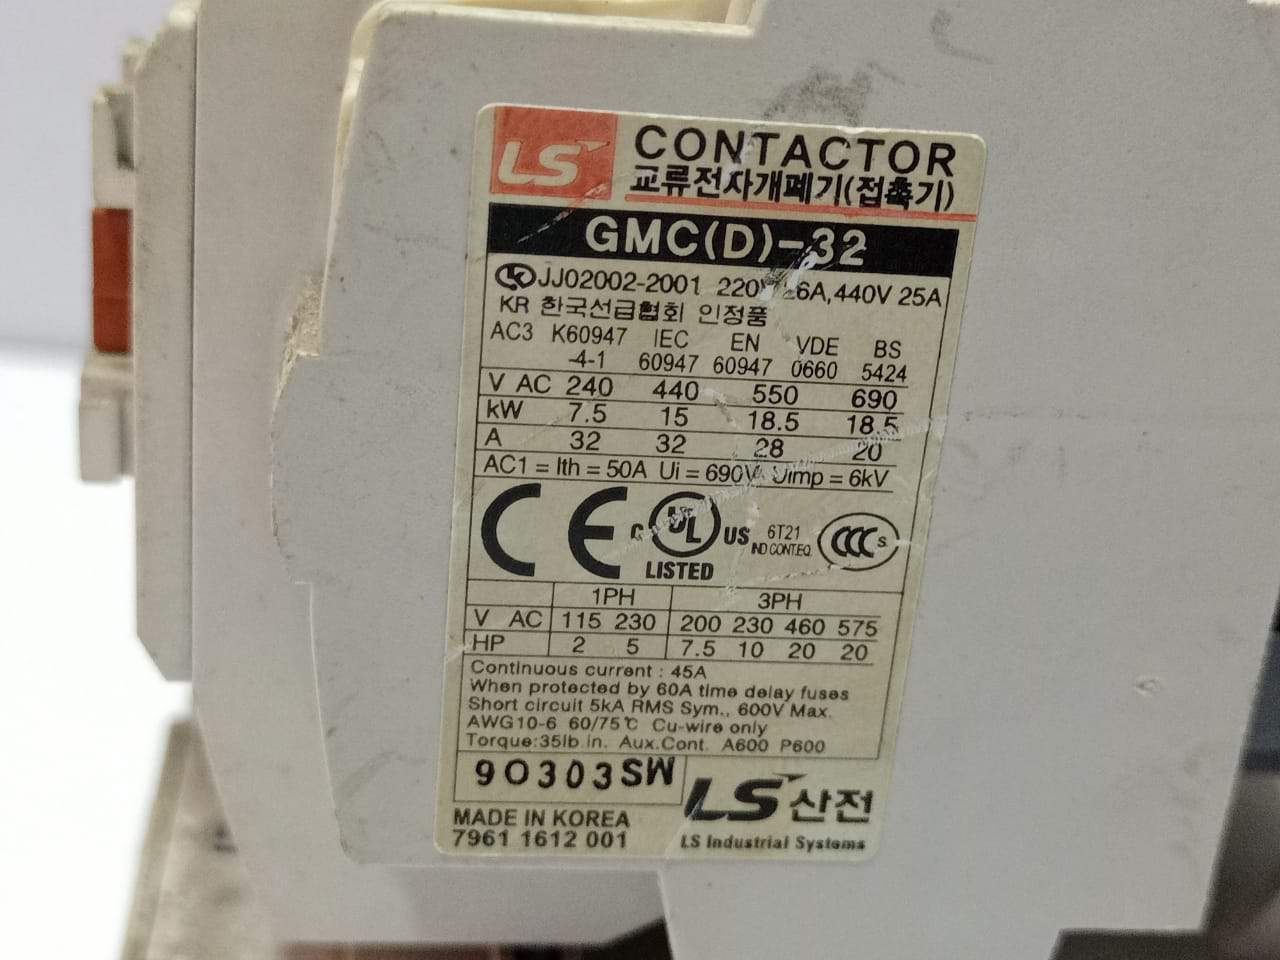 LS CONTACTOR
교류전자개폐기(접촉기)
GMC(D)-32
JJ02002-2001 220V 26A, 440V 25A
KR 한국선급협회 인정품
AC3 K60947 IEC EN VDE BS
-4-1 60947 60947 0660 5424
V AC 240 440 550 690
kW 7.5 15 18.5 18.5
A 32 32 28 20
AC1 = Ith = 50A Ui = 690V Uimp = 6kV
CE C UL US LISTED 6T21 IND CONT.EQ. CCC S
1PH 3PH
V AC 115 230 200 230 460 575
HP 2 5 7.5 10 20 20
Continuous current : 45A
When protected by 60A time delay fuses
Short circuit 5kA RMS Sym., 600V Max.
AWG10-6 60/75℃ Cu-wire only
Torque:35lb.in. Aux.Cont. A600 P600
90303SW
LS산전
MADE IN KOREA
7961 1612 001 LS Industrial Systems